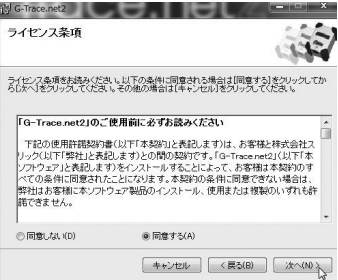 G-Trace.net2
ライセンス条項
ライセンス条項をお読みください。以下の条件に同意される場合は[同意する]をクリックしてか
ら[次へ]をクリックしてください。その他の場合は[キャンセル]をクリックしてください。
「G-Trace.net2」のご使用前に必ずお読みください
下記の使用許諾契約書(以下「本契約」と表記します)は、お客様と株式会社ス
リック(以下「弊社」と表記します)との間の契約です。「G-Trace.net2」(以下「本
ソフトウェア」と表記します)をインストールすることによって、お客様は本契約のす
べての条件に同意されたことになります。本契約の条件に同意できない場合は、
弊社はお客様に本ソフトウェア製品のインストール、使用または複製のいずれも許
諾できません。
同意しない(D)
同意する(A)
キャンセル
< 戻る(B)
次へ(N) >